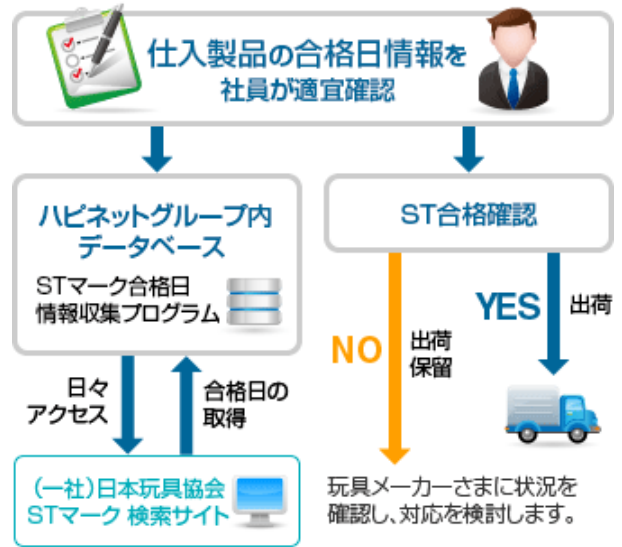 仕入製品の合格日情報を
社員が適宜確認
ハピネットグループ内
データベース
STマーク合格日
情報収集プログラム
日々
アクセス
合格日の
取得
(一社)日本玩具協会
STマーク 検索サイト
ST合格確認
NO
出荷
保留
YES
出荷
玩具メーカーさまに状況を
確認し、対応を検討します。